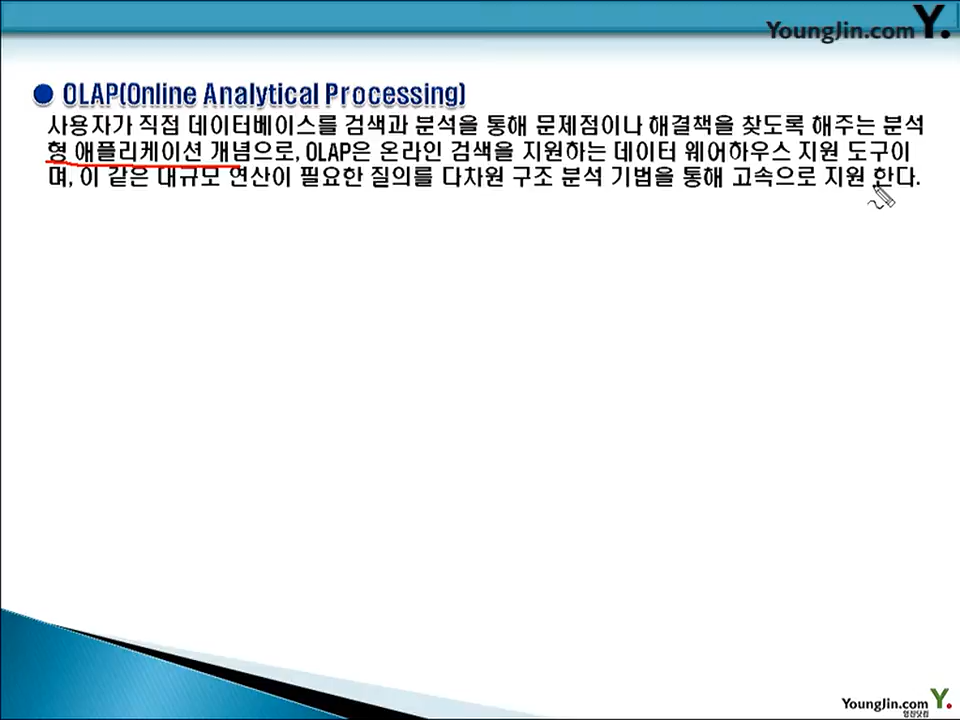 YoungJin.com Y.
OLAP(Online Analytical Processing)
사용자가 직접 데이터베이스를 검색과 분석을 통해 문제점이나 해결책을 찾도록 해주는 분석
형 애플리케이션 개념으로, OLAP은 온라인 검색을 지원하는 데이터 웨어하우스 지원 도구이
며, 이 같은 대규모 연산이 필요한 질의를 다차원 구조 분석 기법을 통해 고속으로 지원 한다.
YoungJin.com Y.
영진닷컴